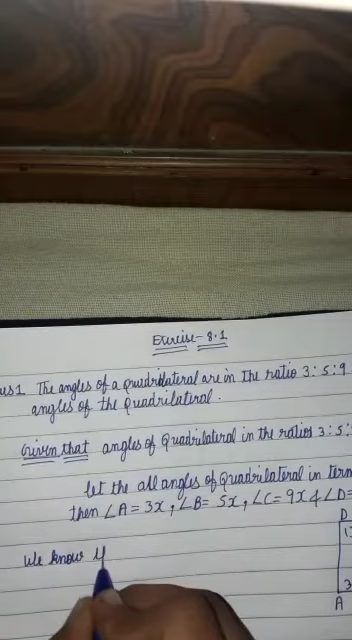 Exercise-8.1
us1 The angles of a quadrilateral are in The ratio 3:5:9
angles of the Quadrilateral.
Given that angles of Quadrilateral in the ratios 3:5:
let the all angles of Quadrilateral in term
then ∠A=3x, ∠B= 5x, ∠C=9x & ∠D=
D
We know
A